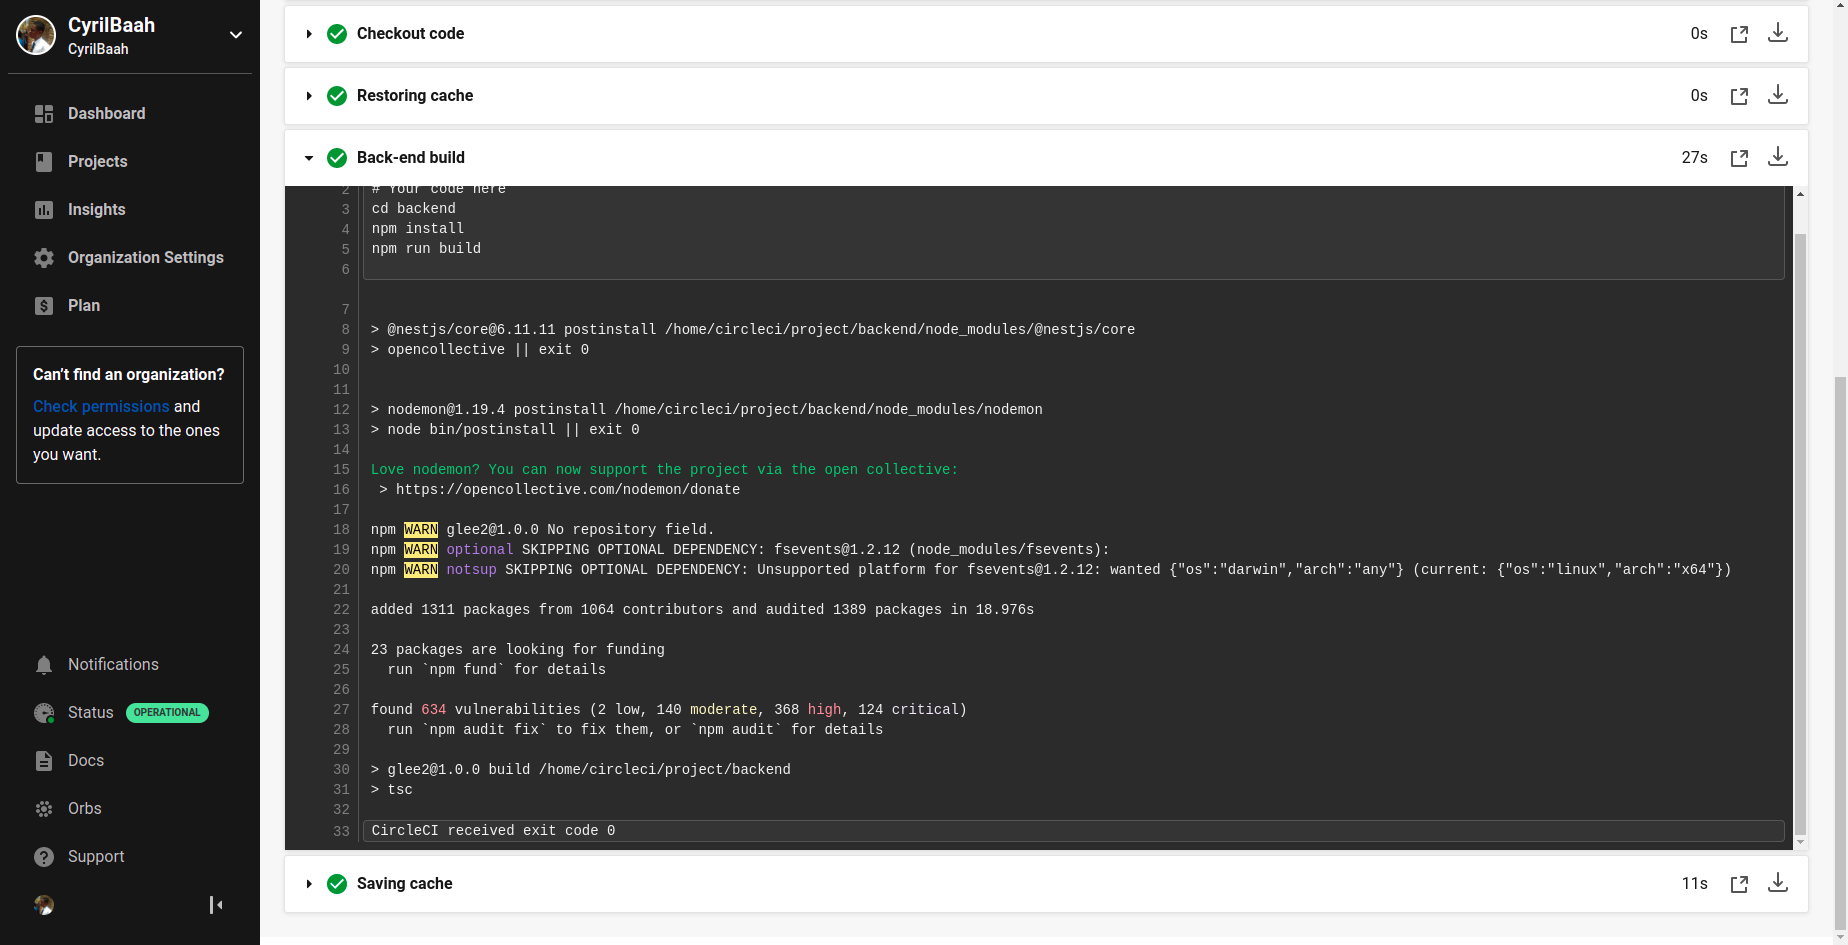 CyrilBaah
CyrilBaah
Dashboard
Projects
Insights
Organization Settings
Plan
Can't find an organization?
Check permissions and
update access to the ones
you want.
Notifications
Status OPERATIONAL
Docs
Orbs
Support
Checkout code 0s
Restoring cache 0s
Back-end build 27s
2 # Your code here
3 cd backend
4 npm install
5 npm run build
6
7
8 > @nestjs/core@6.11.11 postinstall /home/circleci/project/backend/node_modules/@nestjs/core
9 > opencollective || exit 0
10
11
12 > nodemon@1.19.4 postinstall /home/circleci/project/backend/node_modules/nodemon
13 > node bin/postinstall || exit 0
14
15 Love nodemon? You can now support the project via the open collective:
16 > https://opencollective.com/nodemon/donate
17
18 npm WARN glee2@1.0.0 No repository field.
19 npm WARN optional SKIPPING OPTIONAL DEPENDENCY: fsevents@1.2.12 (node_modules/fsevents):
20 npm WARN notsup SKIPPING OPTIONAL DEPENDENCY: Unsupported platform for fsevents@1.2.12: wanted {"os":"darwin","arch":"any"} (current: {"os":"linux","arch":"x64"})
21
22 added 1311 packages from 1064 contributors and audited 1389 packages in 18.976s
23
24 23 packages are looking for funding
25 run `npm fund` for details
26
27 found 634 vulnerabilities (2 low, 140 moderate, 368 high, 124 critical)
28 run `npm audit fix` to fix them, or `npm audit` for details
29
30 > glee2@1.0.0 build /home/circleci/project/backend
31 > tsc
32
33 CircleCI received exit code 0
Saving cache 11s